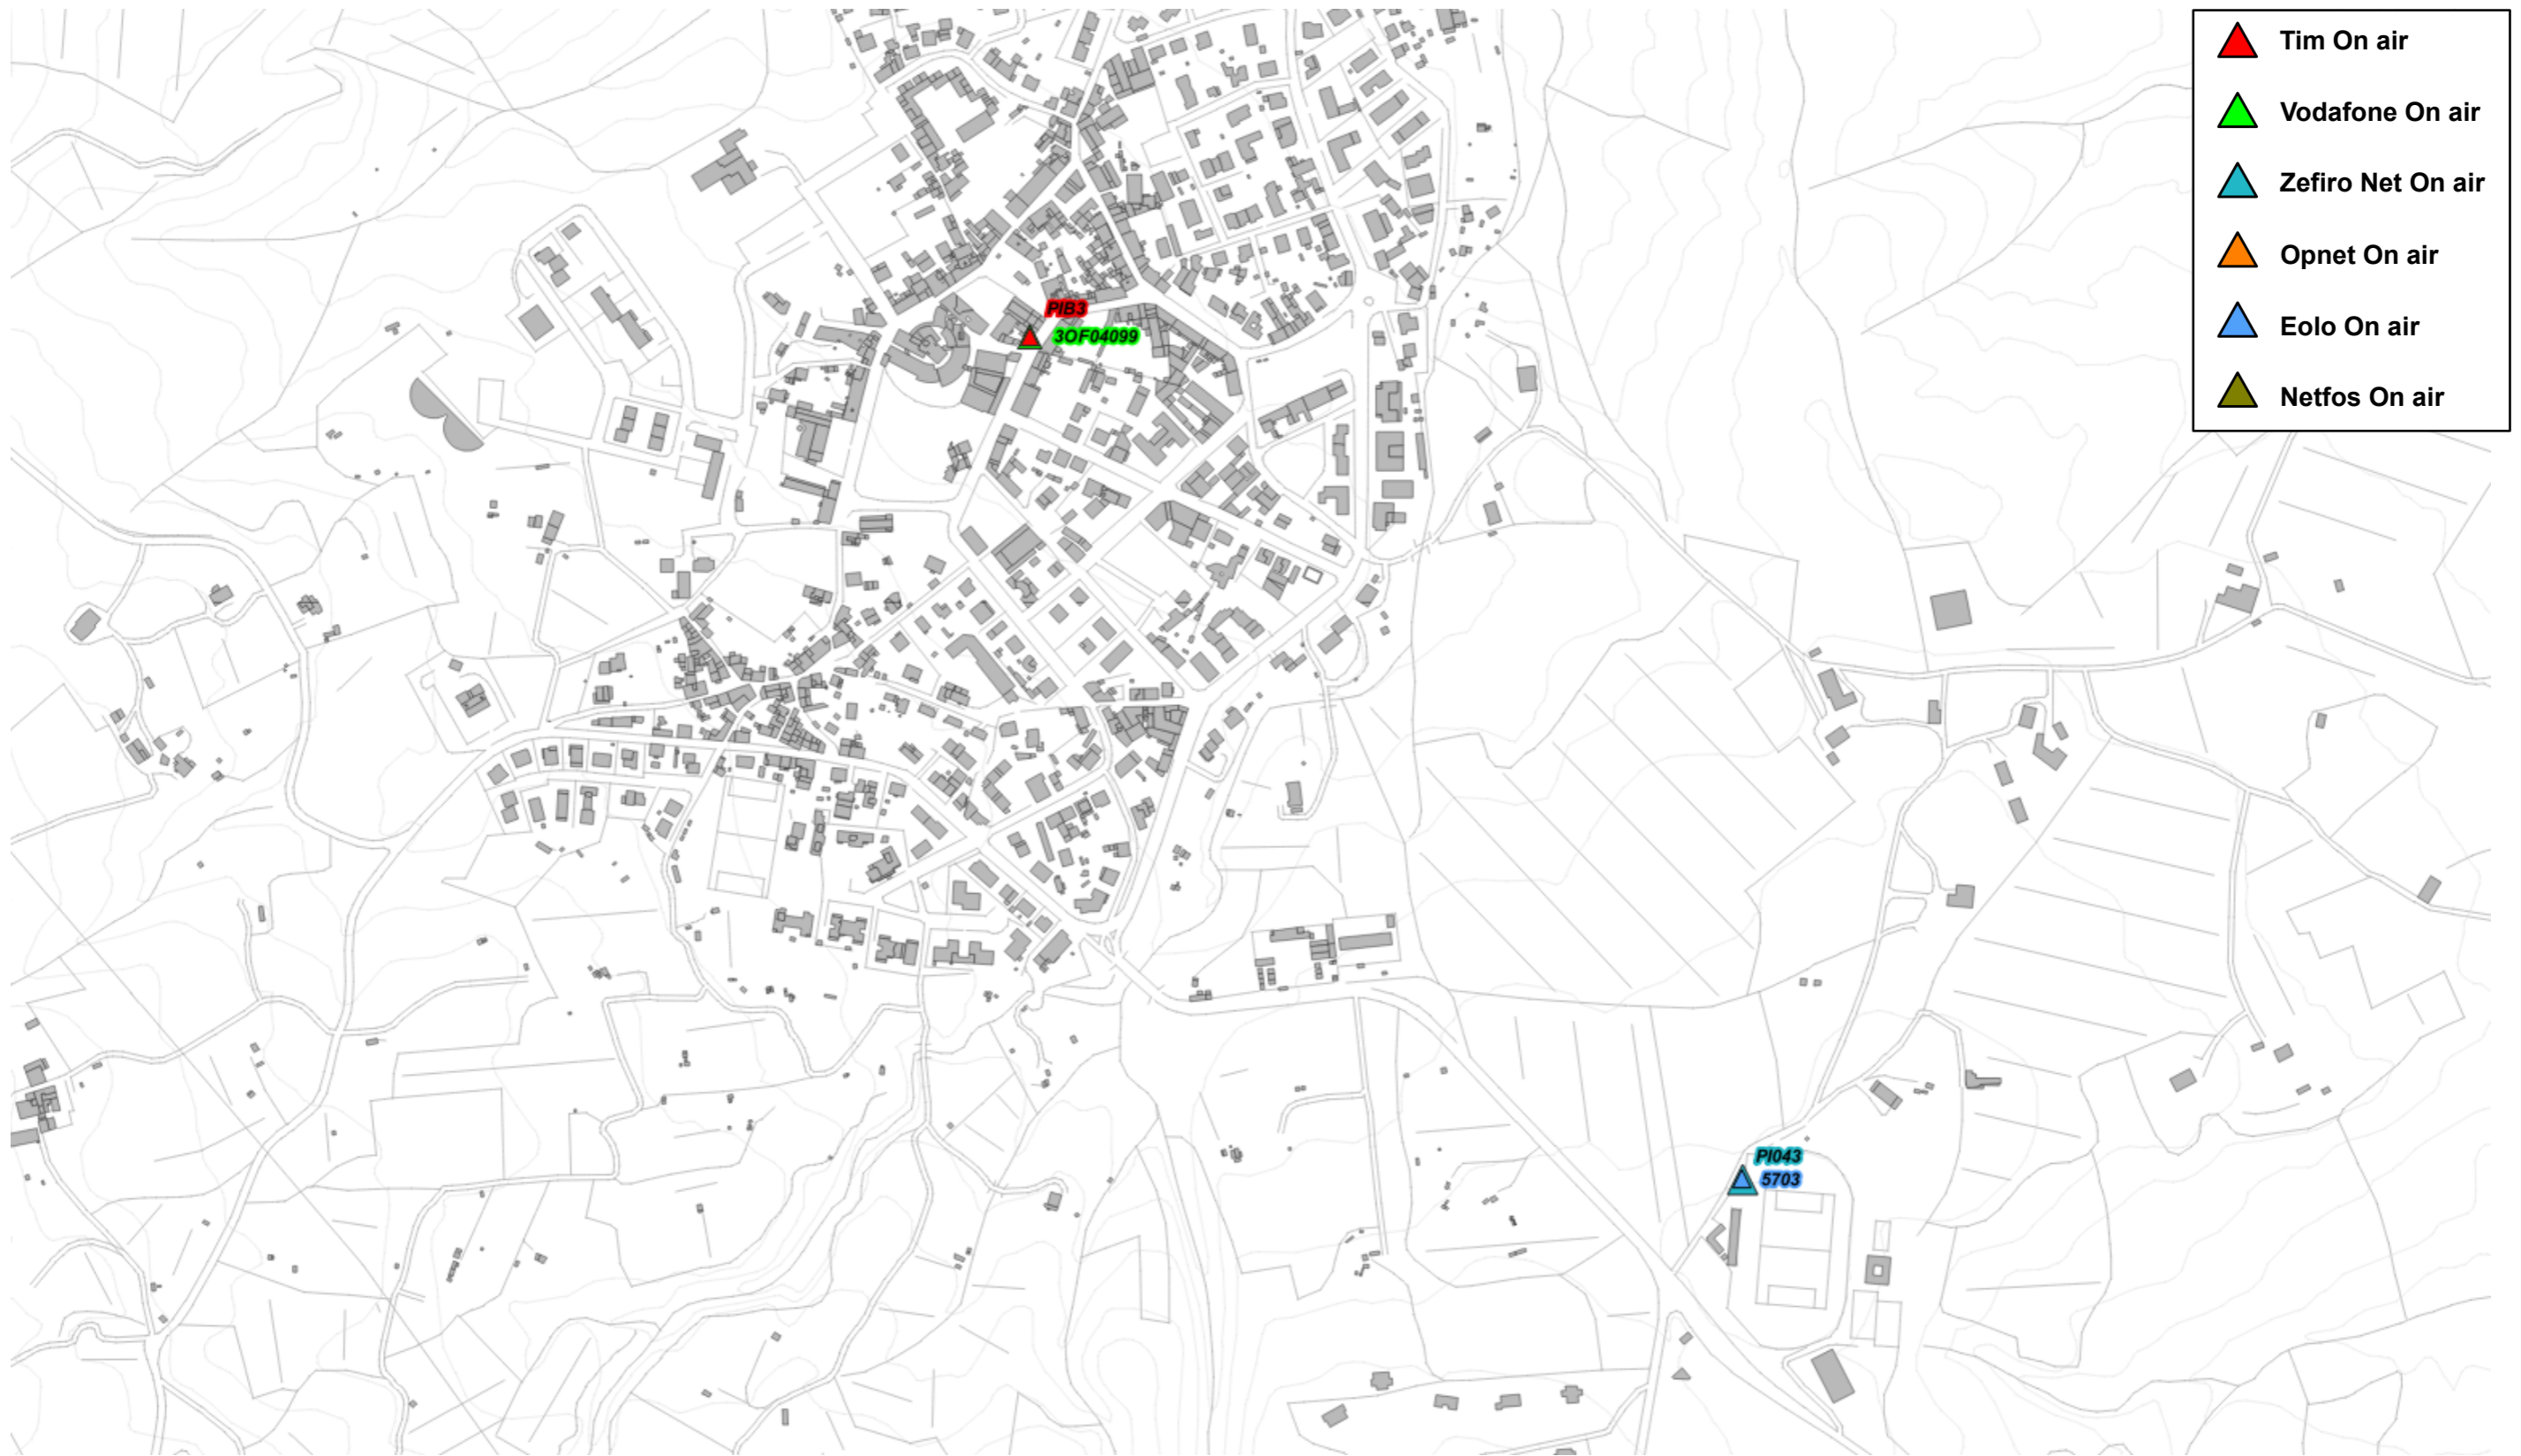 Tim On air
Vodafone On air
Zefiro Net On air
Opnet On air
Eolo On air
Netfos On air
PIB3
3OF04099
PI043
5703